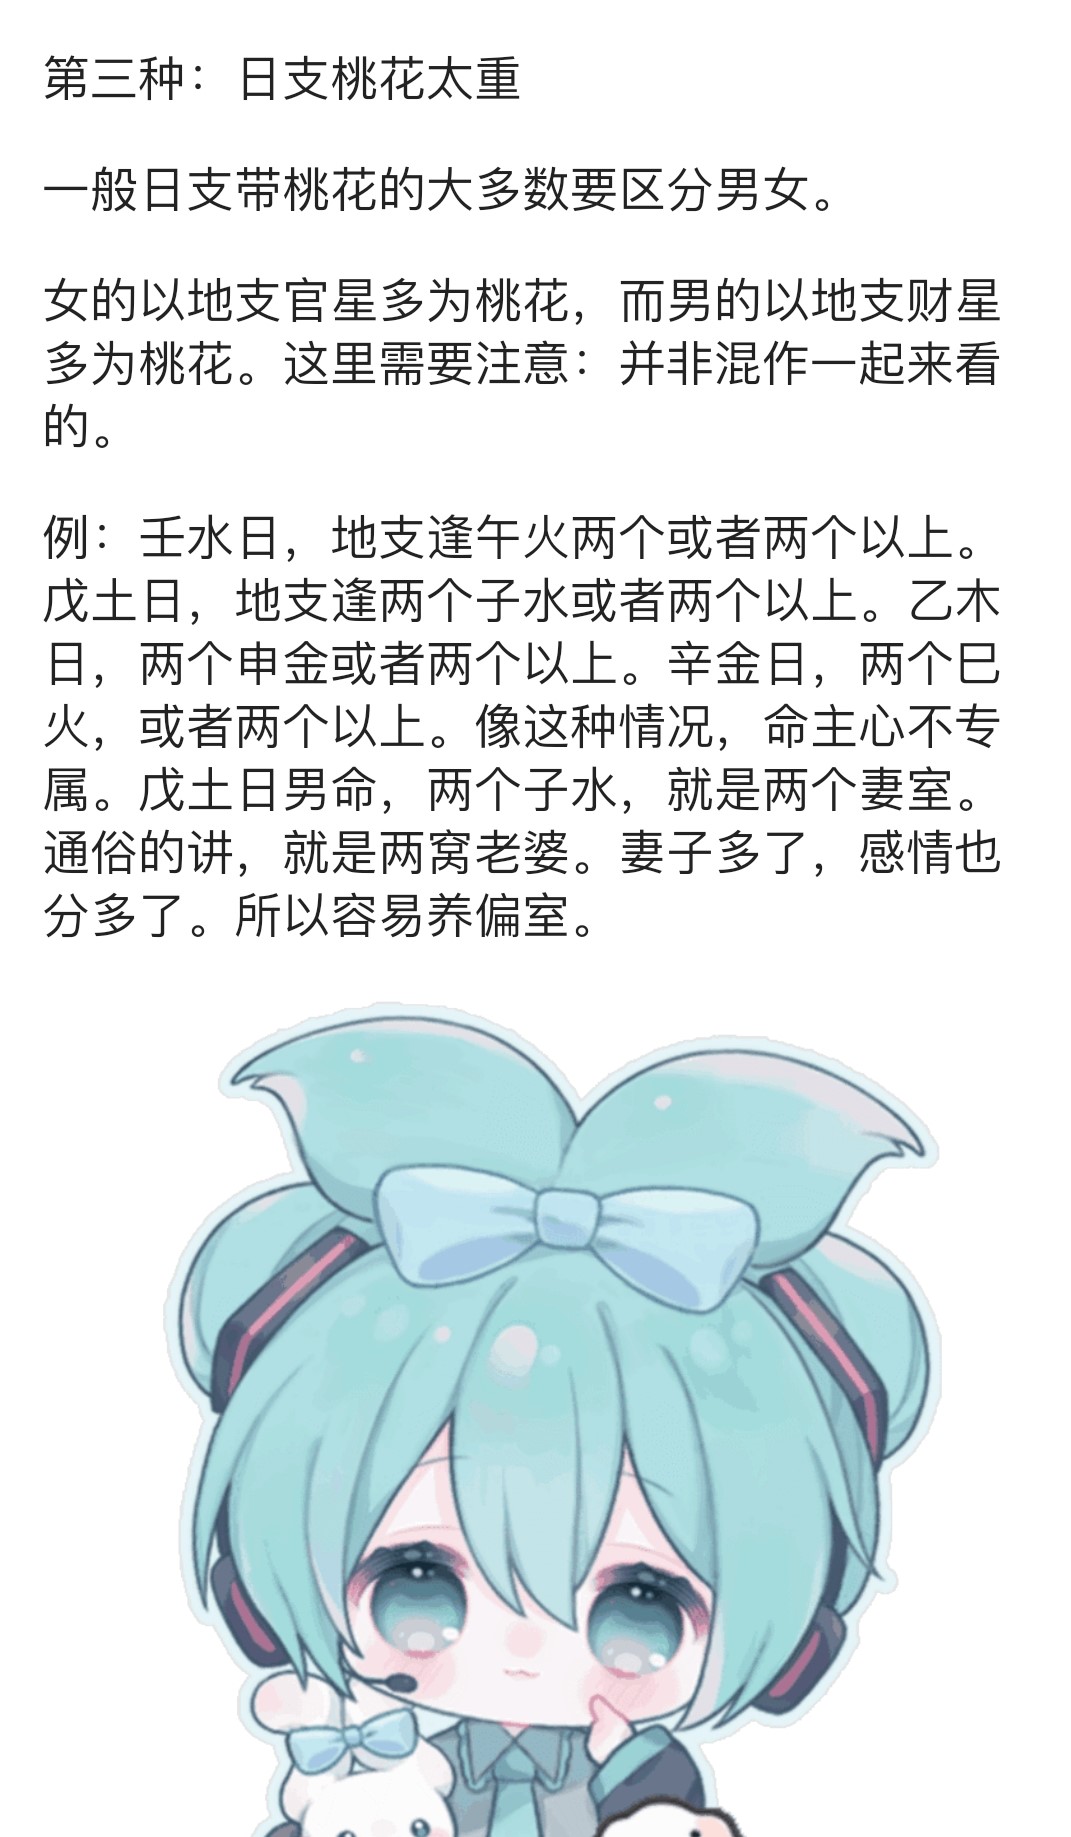 第三种：日支桃花太重
一般日支带桃花的大多数要区分男女。
女的以地支官星多为桃花，而男的以地支财星
多为桃花。这里需要注意：并非混作一起来看
的。
例：壬水日，地支逢午火两个或者两个以上。
戊土日，地支逢两个子水或者两个以上。乙木
日，两个申金或者两个以上。辛金日，两个巳
火，或者两个以上。像这种情况，命主心不专
属。戊土日男命，两个子水，就是两个妻室。
通俗的讲，就是两窝老婆。妻子多了，感情也
分多了。所以容易养偏室。